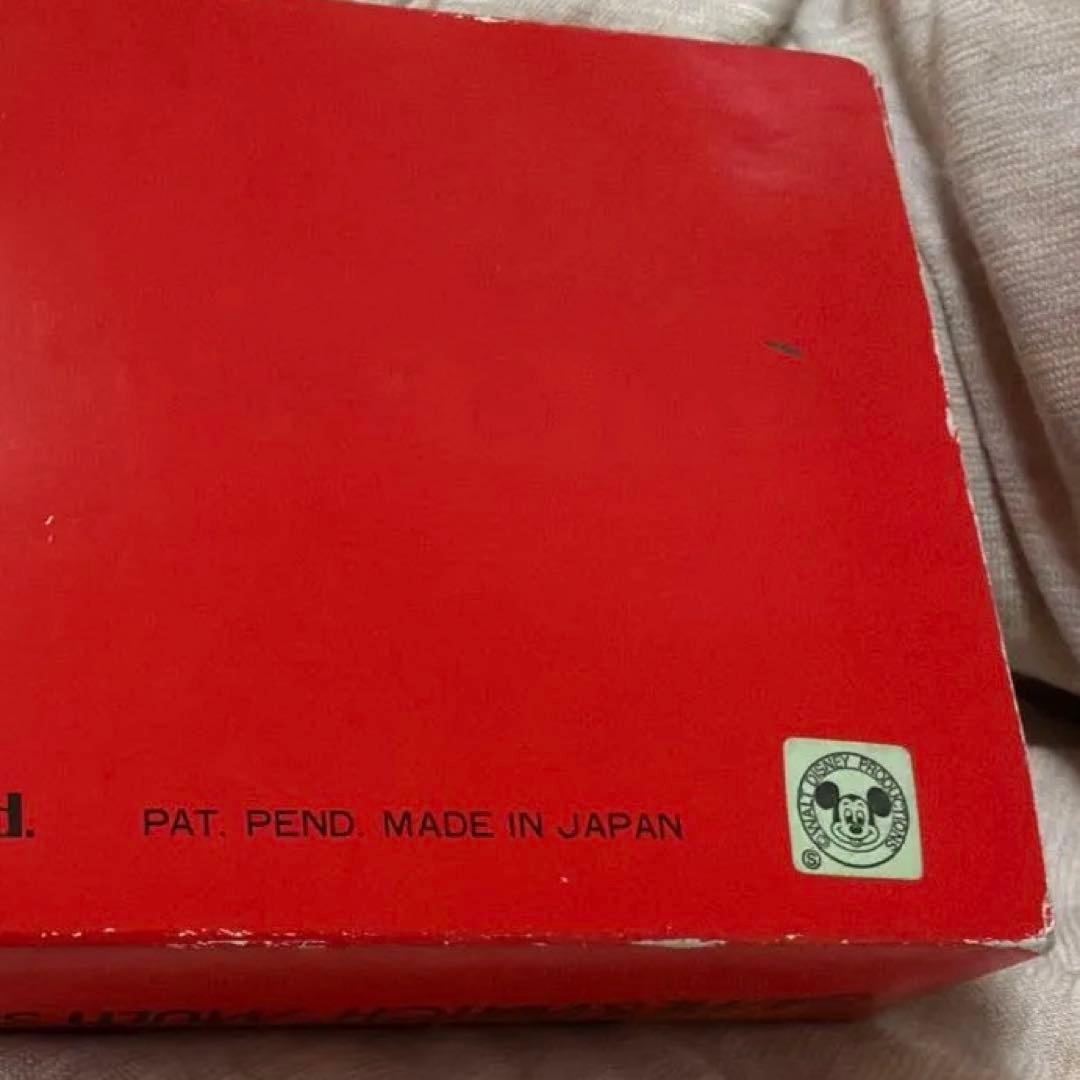 d. PAT. PEND. MADE IN JAPAN
© WALT DISNEY PRODUCTIONS
Ⓢ